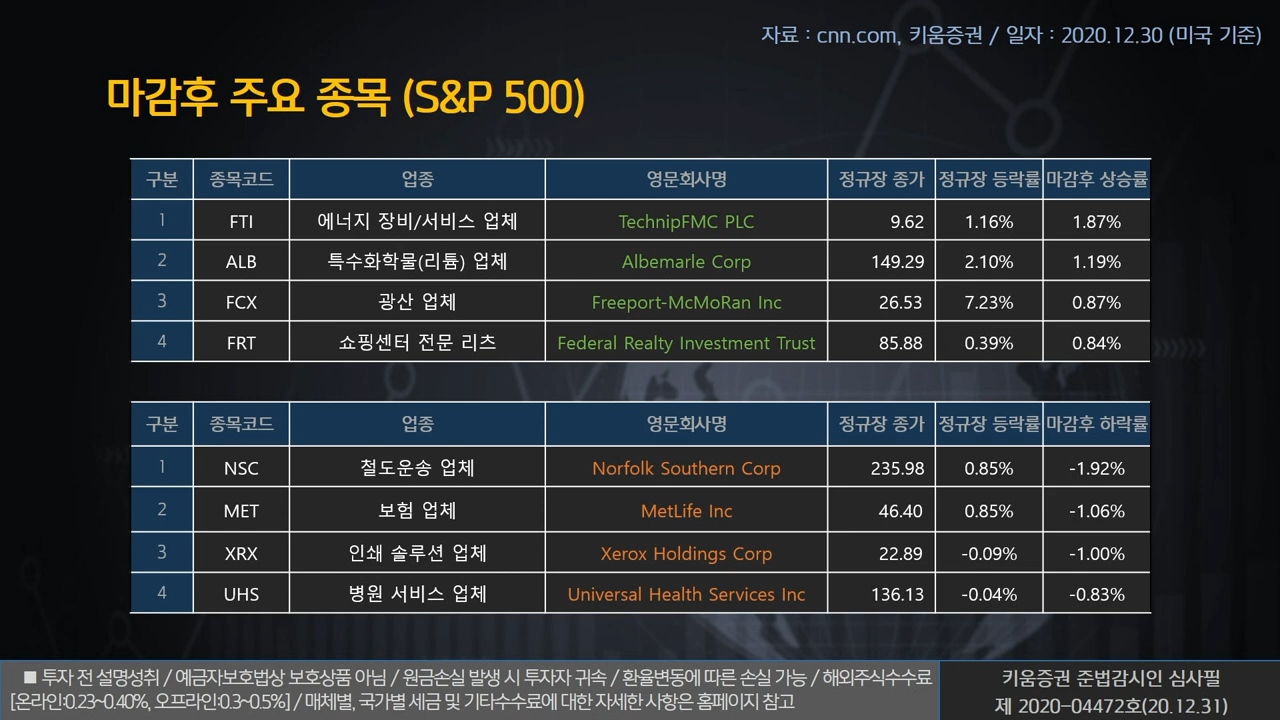 자료 : cnn.com, 키움증권 / 일자 : 2020.12.30 (미국 기준)
마감후 주요 종목 (S&P 500)
구분 종목코드 업종 영문회사명 정규장 종가 정규장 등락률 마감후 상승률
1 FTI 에너지 장비/서비스 업체 TechnipFMC PLC 9.62 1.16% 1.87%
2 ALB 특수화학물(리튬) 업체 Albemarle Corp 149.29 2.10% 1.19%
3 FCX 광산 업체 Freeport-McMoRan Inc 26.53 7.23% 0.87%
4 FRT 쇼핑센터 전문 리츠 Federal Realty Investment Trust 85.88 0.39% 0.84%
구분 종목코드 업종 영문회사명 정규장 종가 정규장 등락률 마감후 하락률
1 NSC 철도운송 업체 Norfolk Southern Corp 235.98 0.85% -1.92%
2 MET 보험 업체 MetLife Inc 46.40 0.85% -1.06%
3 XRX 인쇄 솔루션 업체 Xerox Holdings Corp 22.89 -0.09% -1.00%
4 UHS 병원 서비스 업체 Universal Health Services Inc 136.13 -0.04% -0.83%
■ 투자 전 설명청취 / 예금자보호법상 보호상품 아님 / 원금손실 발생 시 투자자 귀속 / 환율변동에 따른 손실 가능 / 해외주식수수료
[온라인:0.23~0.40%, 오프라인:0.3~0.5%] / 매체별, 국가별 세금 및 기타수수료에 대한 자세한 사항은 홈페이지 참고
키움증권 준법감시인 심사필
제 2020-04472호(20.12.31)